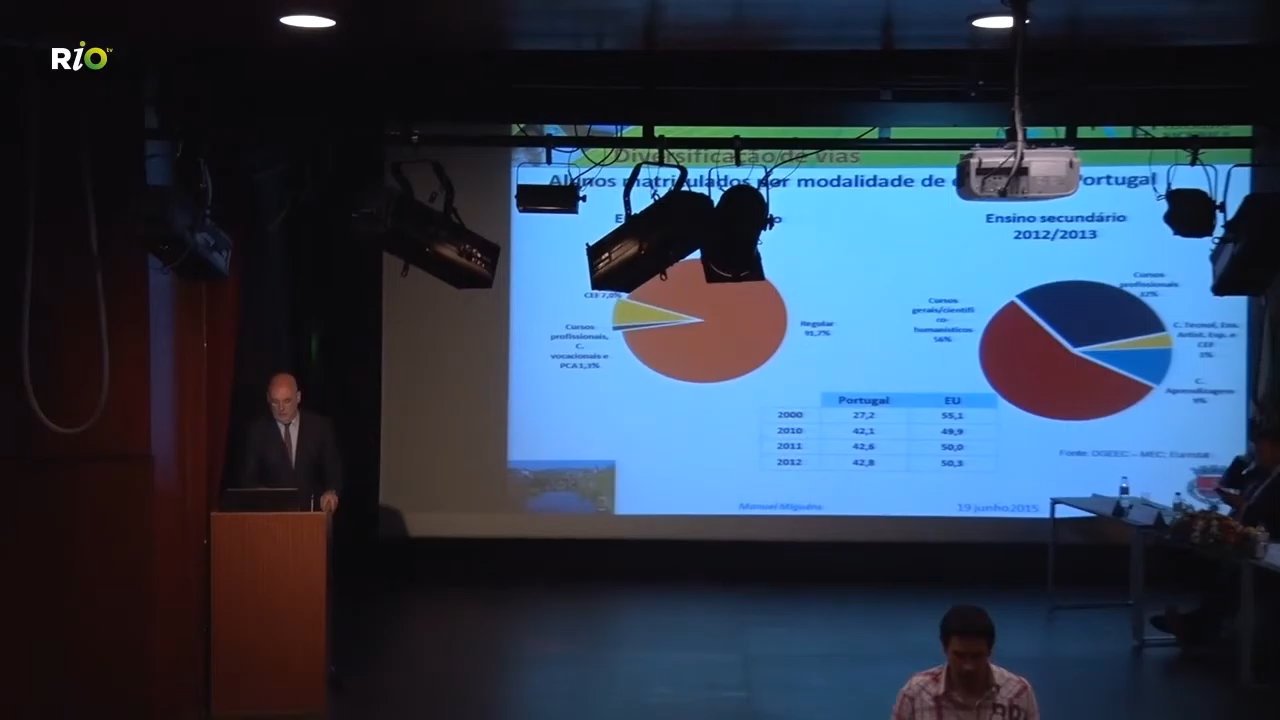 RiO tv
Diversificação de vias
Alunos matriculados por modalidade de Portugal
Ensino secundário
2012/2013
CEF 7,0%
Cursos
profissionais,
C.
vocacionais e
PCA 1,3%
Regular
91,7%
Cursos
gerais/científi
co-
humanísticos
56%
Cursos
profissionais
32%
C. Tecnol, Ens.
Artíst. Esp. e
CEF
3%
C.
Aprendizagem
9%
Portugal EU
2000 27,2 55,1
2010 42,1 49,9
2011 42,6 50,0
2012 42,8 50,3
Fonte: DGEEC – MEC; Eurostat
Manuel Miguéns
19 junho2015